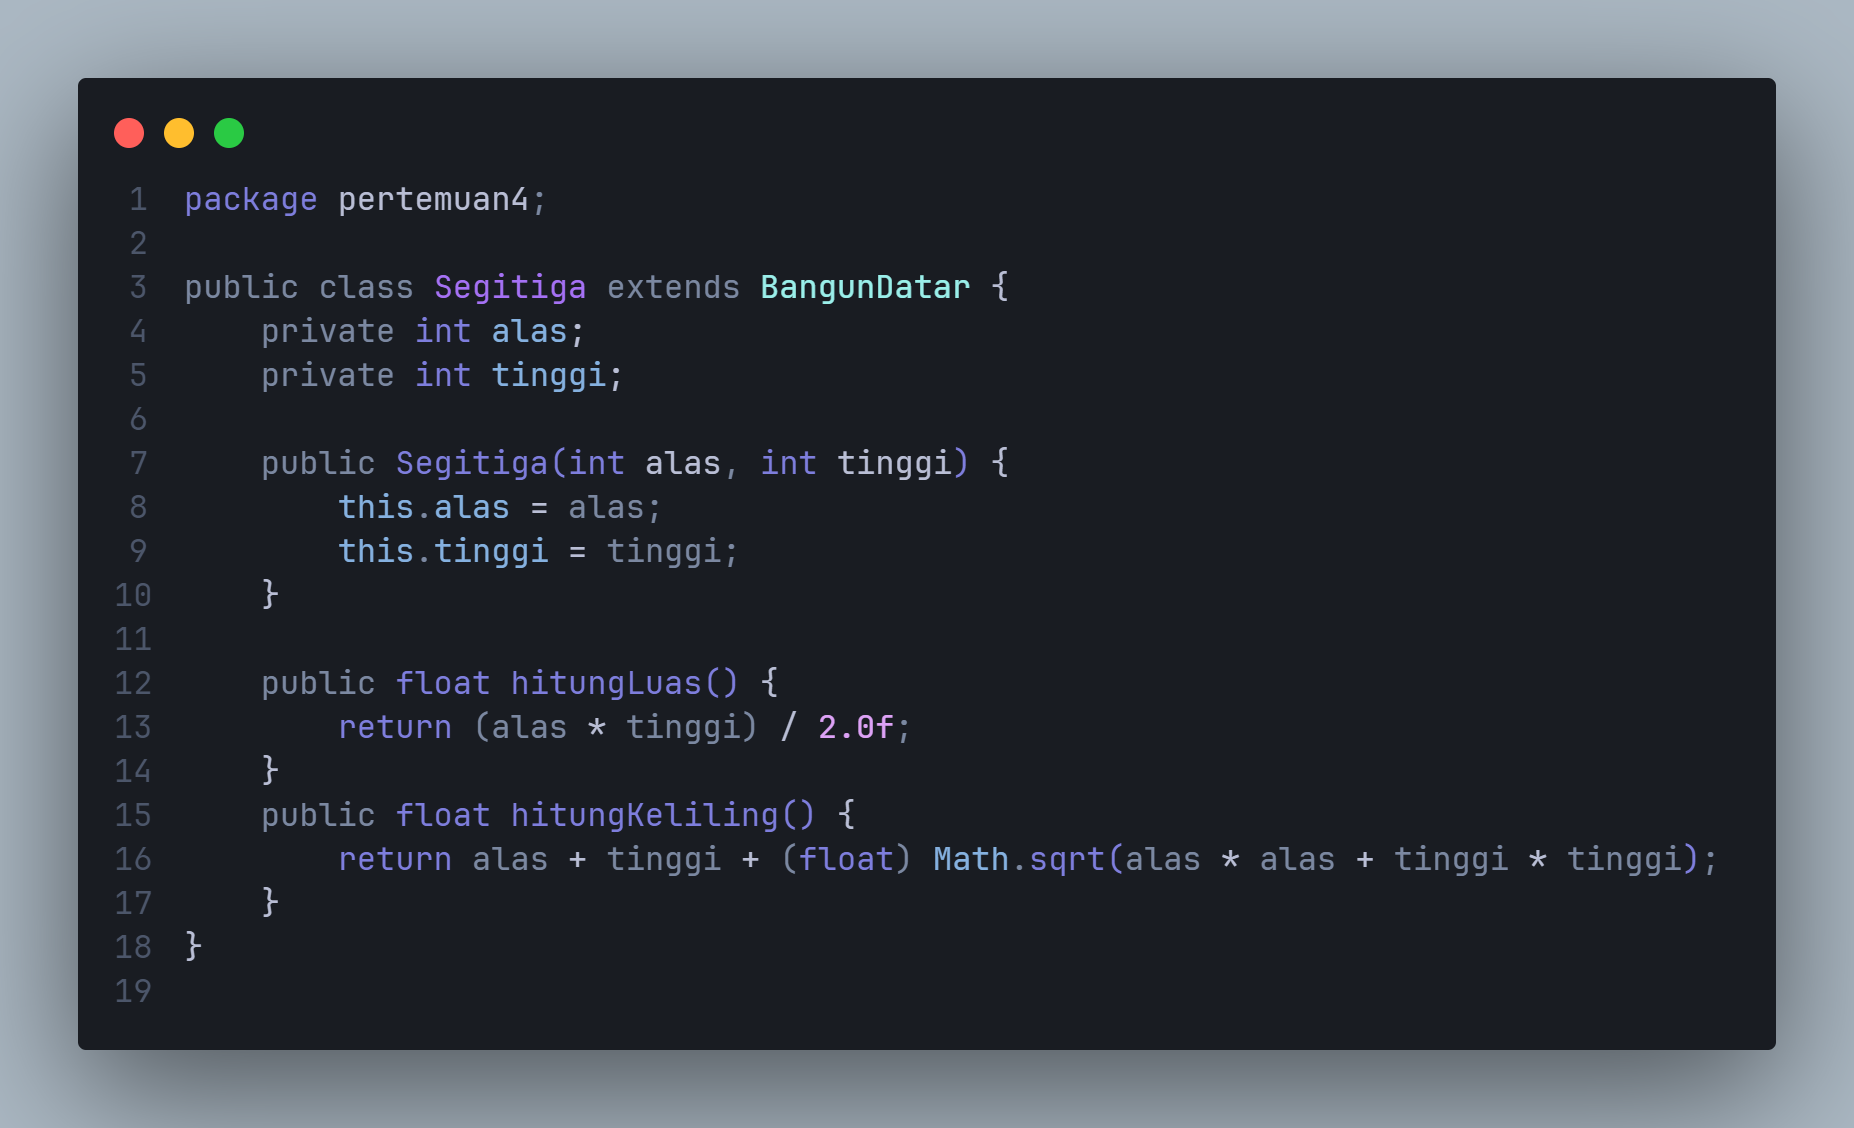 1 package pertemuan4;
2
3 public class Segitiga extends BangunDatar {
4     private int alas;
5     private int tinggi;
6
7     public Segitiga(int alas, int tinggi) {
8         this.alas = alas;
9         this.tinggi = tinggi;
10     }
11
12     public float hitungLuas() {
13         return (alas * tinggi) / 2.0f;
14     }
15     public float hitungKeliling() {
16         return alas + tinggi + (float) Math.sqrt(alas * alas + tinggi * tinggi);
17     }
18 }
19